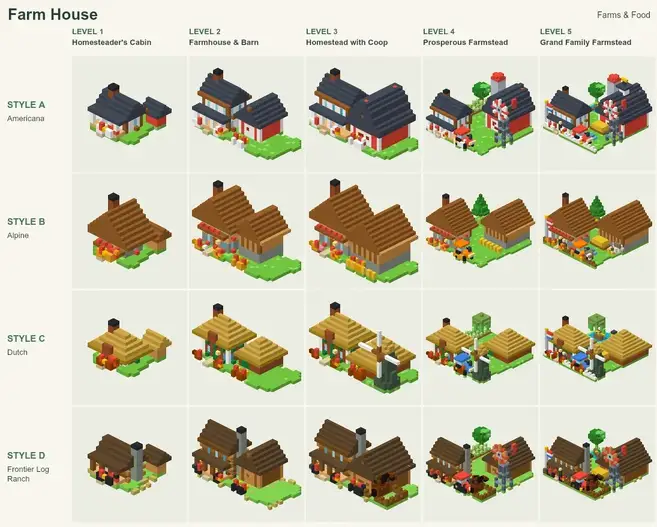 Farm House
Farms & Food
LEVEL 1
Homesteader's Cabin
LEVEL 2
Farmhouse & Barn
LEVEL 3
Homestead with Coop
LEVEL 4
Prosperous Farmstead
LEVEL 5
Grand Family Farmstead
STYLE A
Americana
STYLE B
Alpine
STYLE C
Dutch
STYLE D
Frontier Log
Ranch